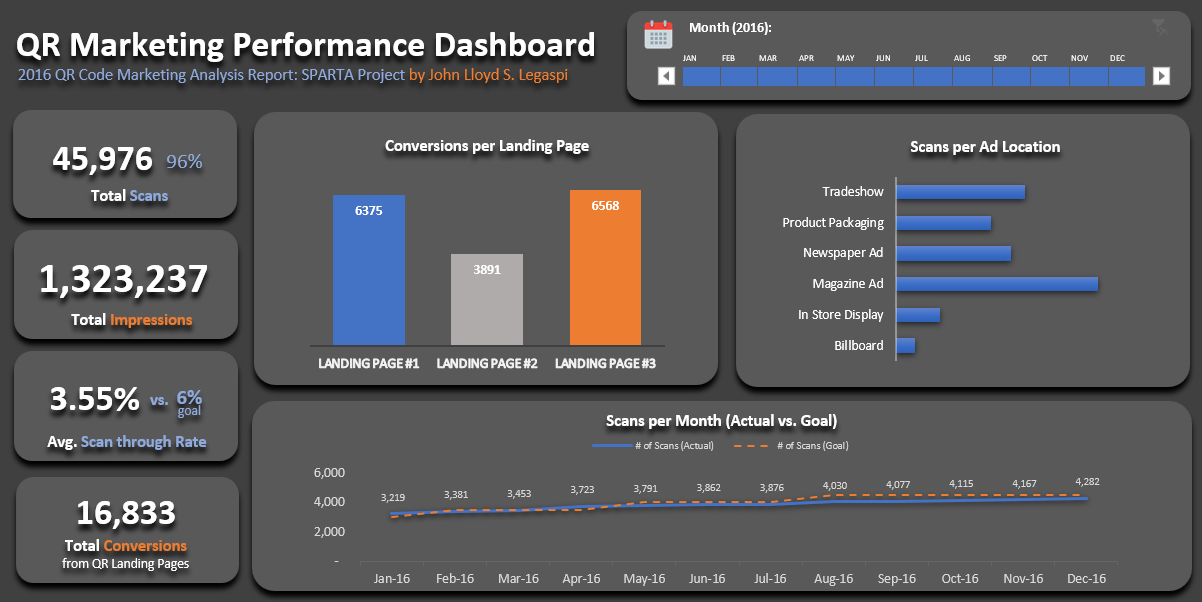 QR Marketing Performance Dashboard
2016 QR Code Marketing Analysis Report: SPARTA Project by John Lloyd S. Legaspi
Month (2016):
JAN FEB MAR APR MAY JUN JUL AUG SEP OCT NOV DEC
45,976 96%
Total Scans
1,323,237
Total Impressions
3.55% vs. 6%
goal
Avg. Scan through Rate
16,833
Total Conversions
from QR Landing Pages
Conversions per Landing Page
6375
3891
6568
LANDING PAGE #1 LANDING PAGE #2 LANDING PAGE #3
Scans per Ad Location
Tradeshow
Product Packaging
Newspaper Ad
Magazine Ad
In Store Display
Billboard
Scans per Month (Actual vs. Goal)
# of Scans (Actual) # of Scans (Goal)
6,000
4,000
2,000
-
3,219 3,381 3,453 3,723 3,791 3,862 3,876 4,030 4,077 4,115 4,167 4,282
Jan-16 Feb-16 Mar-16 Apr-16 May-16 Jun-16 Jul-16 Aug-16 Sep-16 Oct-16 Nov-16 Dec-16